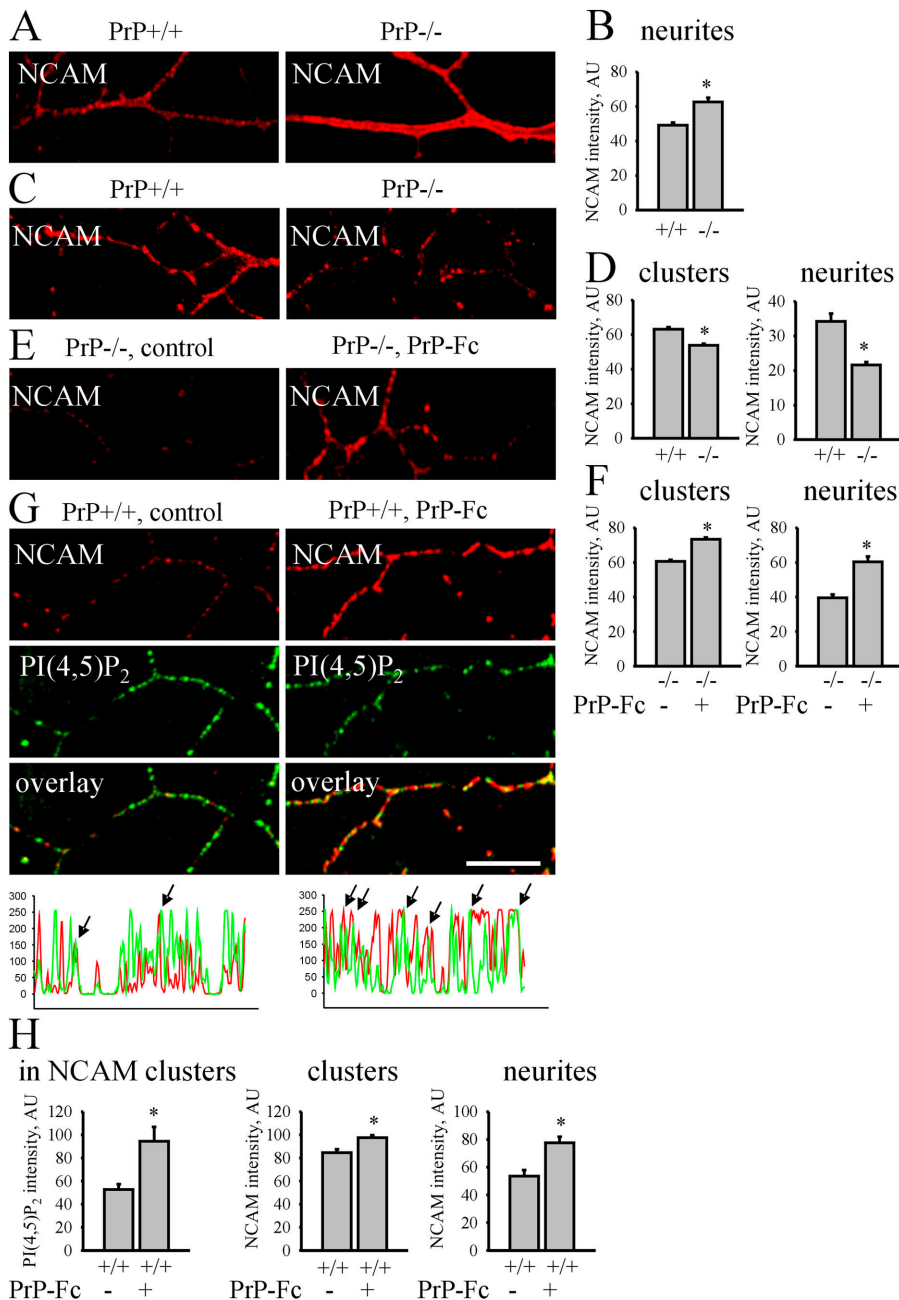 A
PrP+/+
PrP-/-
NCAM
NCAM
B
neurites
NCAM intensity, AU
80
60
40
20
0
*
+/+
-/-
C
PrP+/+
PrP-/-
NCAM
NCAM
D
clusters
NCAM intensity, AU
80
60
40
20
0
*
+/+
-/-
neurites
NCAM intensity, AU
40
30
20
10
0
*
+/+
-/-
E
PrP-/-, control
PrP-/-, PrP-Fc
NCAM
NCAM
F
clusters
NCAM intensity, AU
80
60
40
20
0
*
-/- -/-
PrP-Fc - +
neurites
NCAM intensity, AU
80
60
40
20
0
*
-/- -/-
PrP-Fc - +
G
PrP+/+, control
PrP+/+, PrP-Fc
NCAM
NCAM
PI(4,5)P₂
PI(4,5)P₂
overlay
overlay
300
250
200
150
100
50
0
300
250
200
150
100
50
0
H
in NCAM clusters
PI(4,5)P₂ intensity, AU
120
100
80
60
40
20
0
*
+/+ +/+
PrP-Fc - +
clusters
NCAM intensity, AU
120
100
80
60
40
20
0
*
+/+ +/+
PrP-Fc - +
neurites
NCAM intensity, AU
100
80
60
40
20
0
*
+/+ +/+
PrP-Fc - +